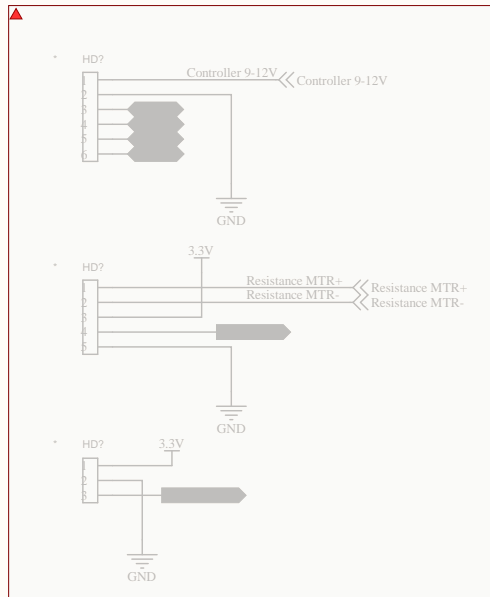 * HD?
Controller 9-12V Controller 9-12V
1
2
3
4
5
6
GND
3.3V
* HD?
Resistance MTR+ Resistance MTR+
Resistance MTR- Resistance MTR-
1
2
3
4
5
GND
* HD?
3.3V
1
2
3
GND